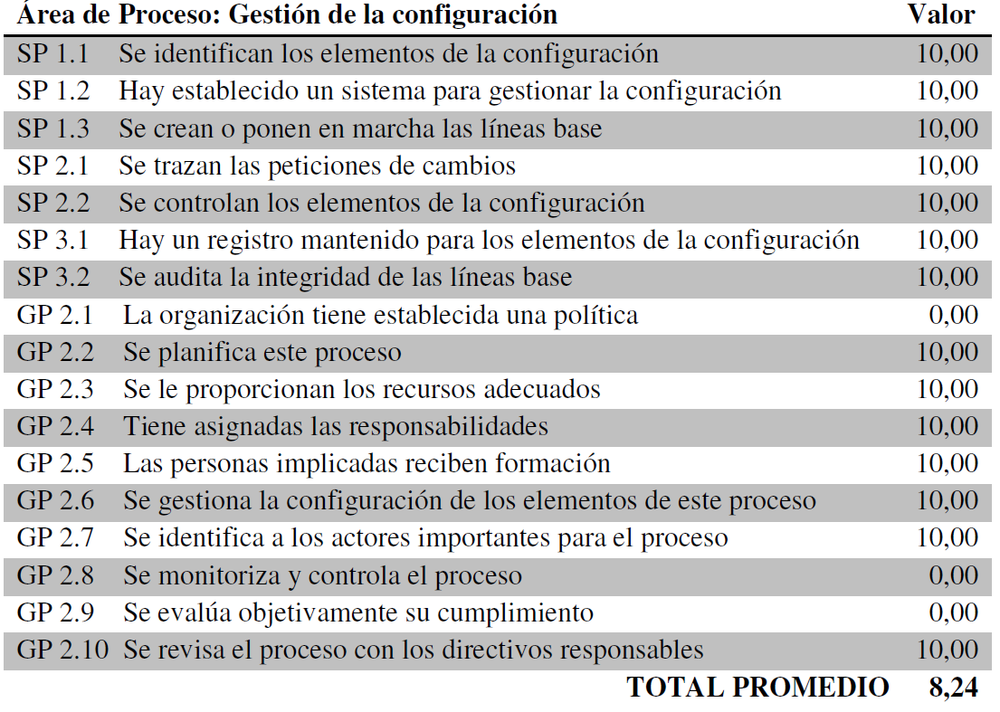 Área de Proceso: Gestión de la configuración Valor
SP 1.1 Se identifican los elementos de la configuración 10,00
SP 1.2 Hay establecido un sistema para gestionar la configuración 10,00
SP 1.3 Se crean o ponen en marcha las líneas base 10,00
SP 2.1 Se trazan las peticiones de cambios 10,00
SP 2.2 Se controlan los elementos de la configuración 10,00
SP 3.1 Hay un registro mantenido para los elementos de la configuración 10,00
SP 3.2 Se audita la integridad de las líneas base 10,00
GP 2.1 La organización tiene establecida una política 0,00
GP 2.2 Se planifica este proceso 10,00
GP 2.3 Se le proporcionan los recursos adecuados 10,00
GP 2.4 Tiene asignadas las responsabilidades 10,00
GP 2.5 Las personas implicadas reciben formación 10,00
GP 2.6 Se gestiona la configuración de los elementos de este proceso 10,00
GP 2.7 Se identifica a los actores importantes para el proceso 10,00
GP 2.8 Se monitoriza y controla el proceso 0,00
GP 2.9 Se evalúa objetivamente su cumplimiento 0,00
GP 2.10 Se revisa el proceso con los directivos responsables 10,00
TOTAL PROMEDIO 8,24